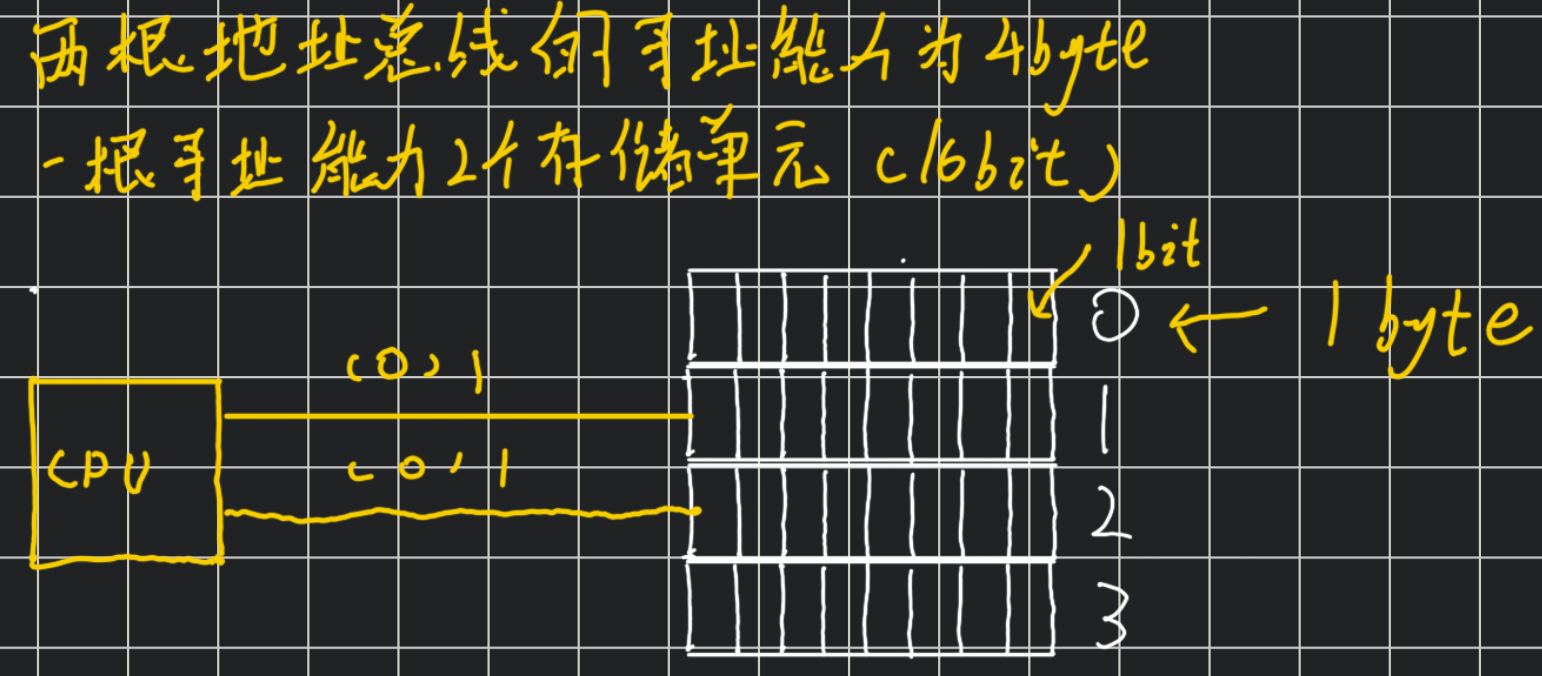 两根地址总线的寻址能力为4byte
一根寻址能力2个存储单元（16bit）
1bit
0 ← 1 byte
(0,1
CPU
(0,1
1
2
3